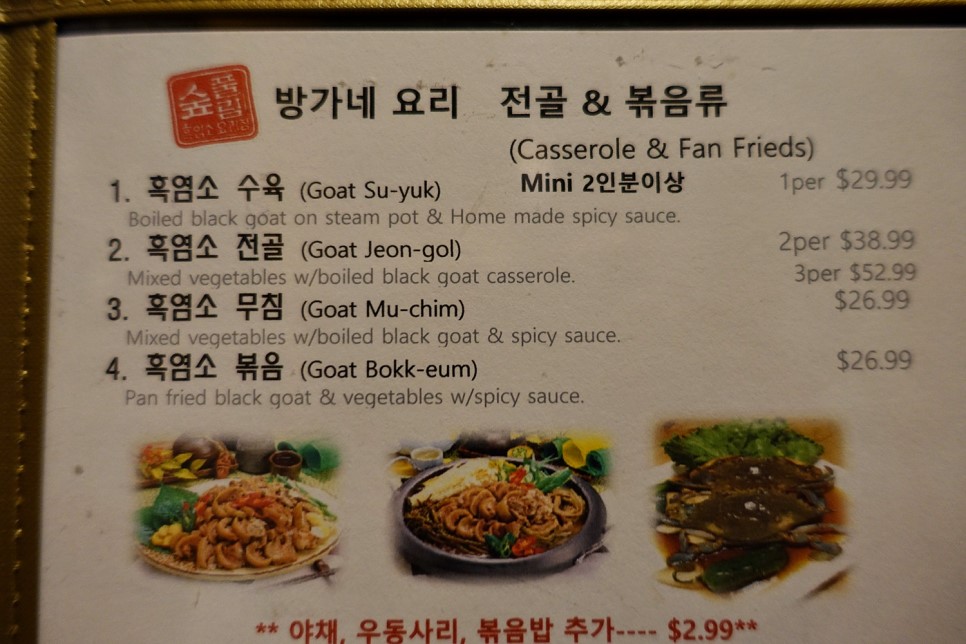 방가네 요리 전골 & 볶음류
(Casserole & Fan Frieds)
1. 흑염소 수육 (Goat Su-yuk) Mini 2인분이상 1per $29.99
Boiled black goat on steam pot & Home made spicy sauce.
2. 흑염소 전골 (Goat Jeon-gol) 2per $38.99
Mixed vegetables w/boiled black goat casserole. 3per $52.99
3. 흑염소 무침 (Goat Mu-chim) $26.99
Mixed vegetables w/boiled black goat & spicy sauce.
4. 흑염소 볶음 (Goat Bokk-eum) $26.99
Pan fried black goat & vegetables w/spicy sauce.
** 야채, 우동사리, 볶음밥 추가---- $2.99**